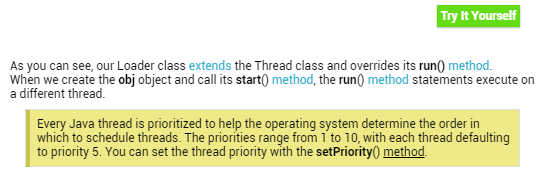 Try It Yourself
As you can see, our Loader class extends the Thread class and overrides its run() method.
When we create the obj object and call its start() method, the run() method statements execute on
a different thread.
Every Java thread is prioritized to help the operating system determine the order in
which to schedule threads. The priorities range from 1 to 10, with each thread defaulting
to priority 5. You can set the thread priority with the setPriority() method.